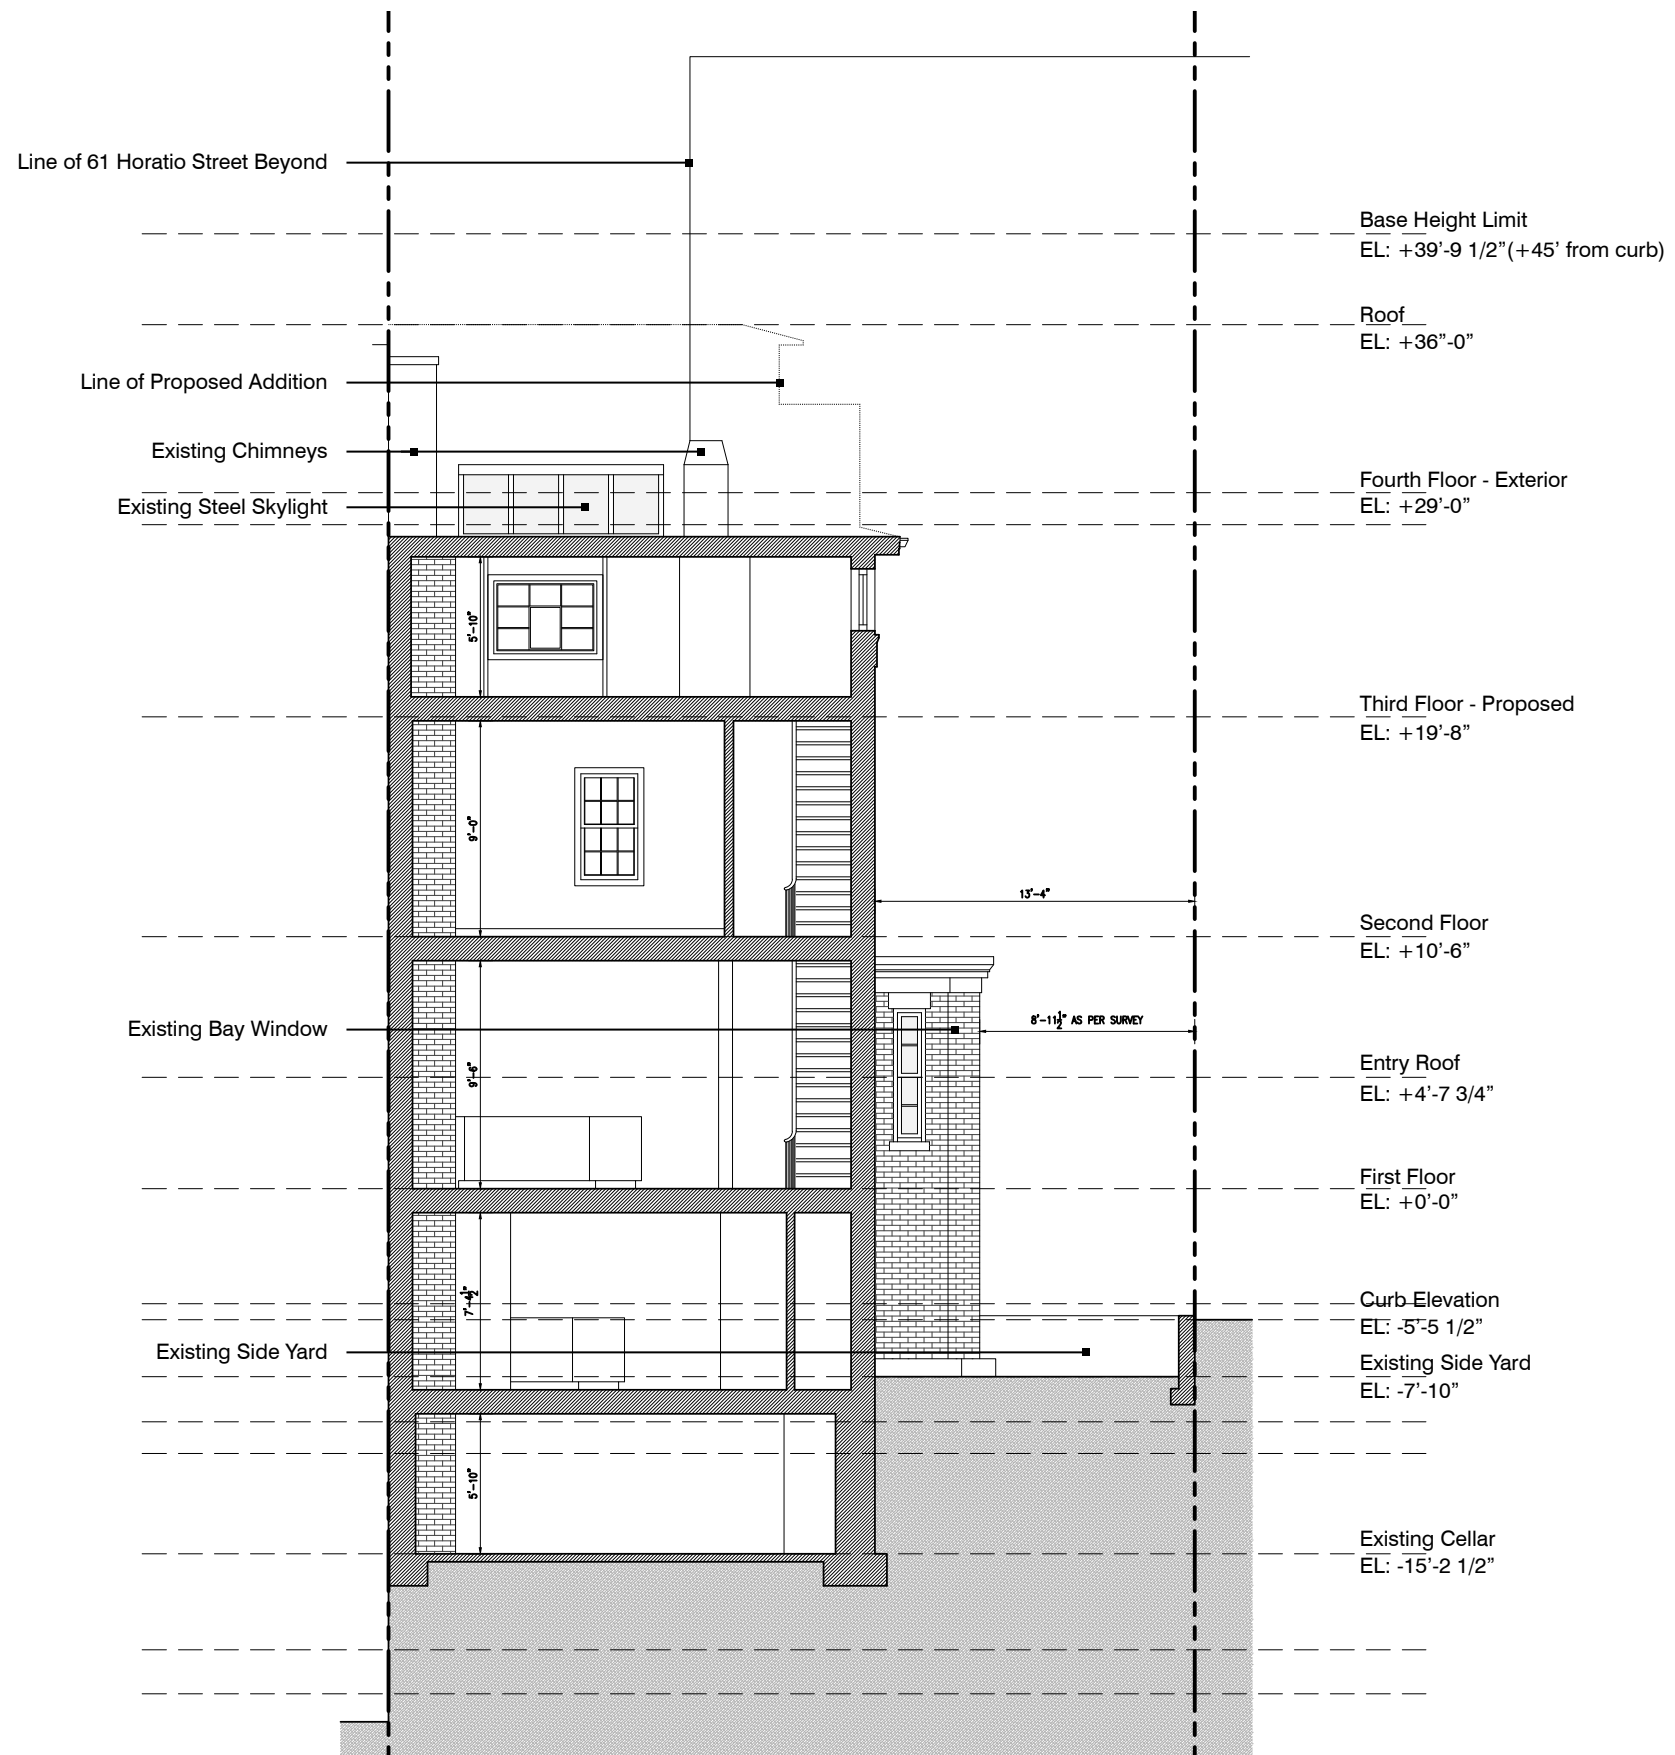 Line of 61 Horatio Street Beyond
Base Height Limit
EL: +39’-9 1/2”(+45’ from curb)
Roof
EL: +36”-0”
Line of Proposed Addition
Existing Chimneys
Fourth Floor - Exterior
EL: +29’-0”
Existing Steel Skylight
5'-10"
Third Floor - Proposed
EL: +19’-8”
9'-0"
13'-4"
Second Floor
EL: +10’-6”
Existing Bay Window
8'-11½" AS PER SURVEY
9'-6"
Entry Roof
EL: +4’-7 3/4”
First Floor
EL: +0’-0”
7'-4½"
Curb Elevation
EL: -5’-5 1/2”
Existing Side Yard
Existing Side Yard
EL: -7’-10”
5'-10"
Existing Cellar
EL: -15’-2 1/2”